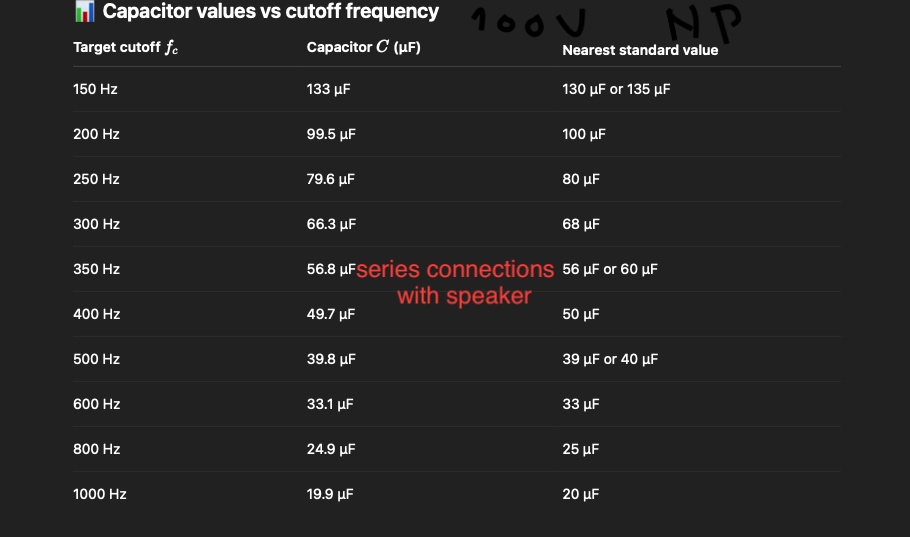 📊 Capacitor values vs cutoff frequency
100V NP
Target cutoff f_c Capacitor C (μF) Nearest standard value
150 Hz 133 μF 130 μF or 135 μF
200 Hz 99.5 μF 100 μF
250 Hz 79.6 μF 80 μF
300 Hz 66.3 μF 68 μF
350 Hz 56.8 μF 56 μF or 60 μF
series connections
with speaker
400 Hz 49.7 μF 50 μF
500 Hz 39.8 μF 39 μF or 40 μF
600 Hz 33.1 μF 33 μF
800 Hz 24.9 μF 25 μF
1000 Hz 19.9 μF 20 μF